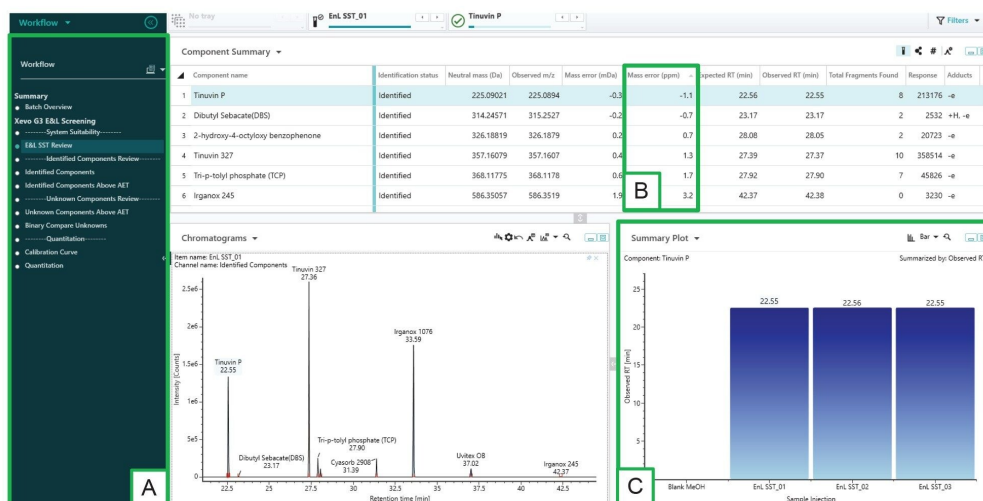 Workflow
No tray
EnL SST_01
Tinuvin P
Filters
Workflow
Summary
Batch Overview
Xevo G3 E&L Screening
--------System Suitability-------
E&L SST Review
--------Identified Components Review--------
Identified Components
Identified Components Above AET
--------Unknown Components Review--------
Unknown Components Above AET
Binary Compare Unknowns
--------Quantitation--------
Calibration Curve
Quantitation
A
Component Summary
Component name Identification status Neutral mass (Da) Observed m/z Mass error (mDa) Mass error (ppm) Expected RT (min) Observed RT (min) Total Fragments Found Response Adducts
1 Tinuvin P Identified 225.09021 225.0894 -0.3 -1.1 22.56 22.55 8 213176 -e
2 Dibutyl Sebacate(DBS) Identified 314.24571 315.2527 -0.2 -0.7 23.17 23.17 2 2532 +H, -e
3 2-hydroxy-4-octyloxy benzophenone Identified 326.18819 326.1879 0.2 0.7 28.08 28.05 2 20723 -e
4 Tinuvin 327 Identified 357.16079 357.1607 0.4 1.3 27.39 27.37 10 358514 -e
5 Tri-p-tolyl phosphate (TCP) Identified 368.11775 368.1178 0.6 1.7 27.92 27.90 7 45826 -e
6 Irganox 245 Identified 586.35057 586.3519 1.9 3.2 42.37 42.38 0 3230 -e
B
Chromatograms
Item name: EnL SST_01
Channel name: Identified Components
Tinuvin 327
27.36
Irganox 1076
33.59
Tinuvin P
22.55
Tri-p-tolyl phosphate (TCP)
27.90
Dibutyl Sebacate(DBS)
23.17
Cyasorb 2908
31.39
Uvitex OB
37.02
Irganox 245
42.37
Intensity [Counts]
2.5e6
2e6
1.5e6
1e6
5e5
0
22.5 25 27.5 30 32.5 35 37.5 40 42.5
Retention time [min]
Summary Plot
Bar
Component: Tinuvin P Summarized by: Observed RT
22.55 22.56 22.55
Observed RT [min]
25
20
15
10
5
Blank MeOH EnL SST_01 EnL SST_02 EnL SST_03
Sample Injection
C